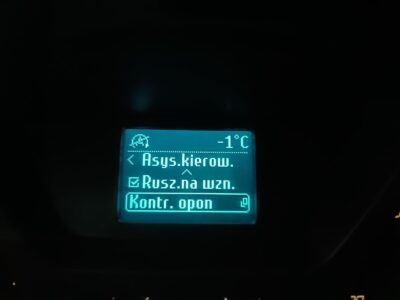 -1°C
Asys.kierow.
Rusz.na wzn.
Kontr. opon